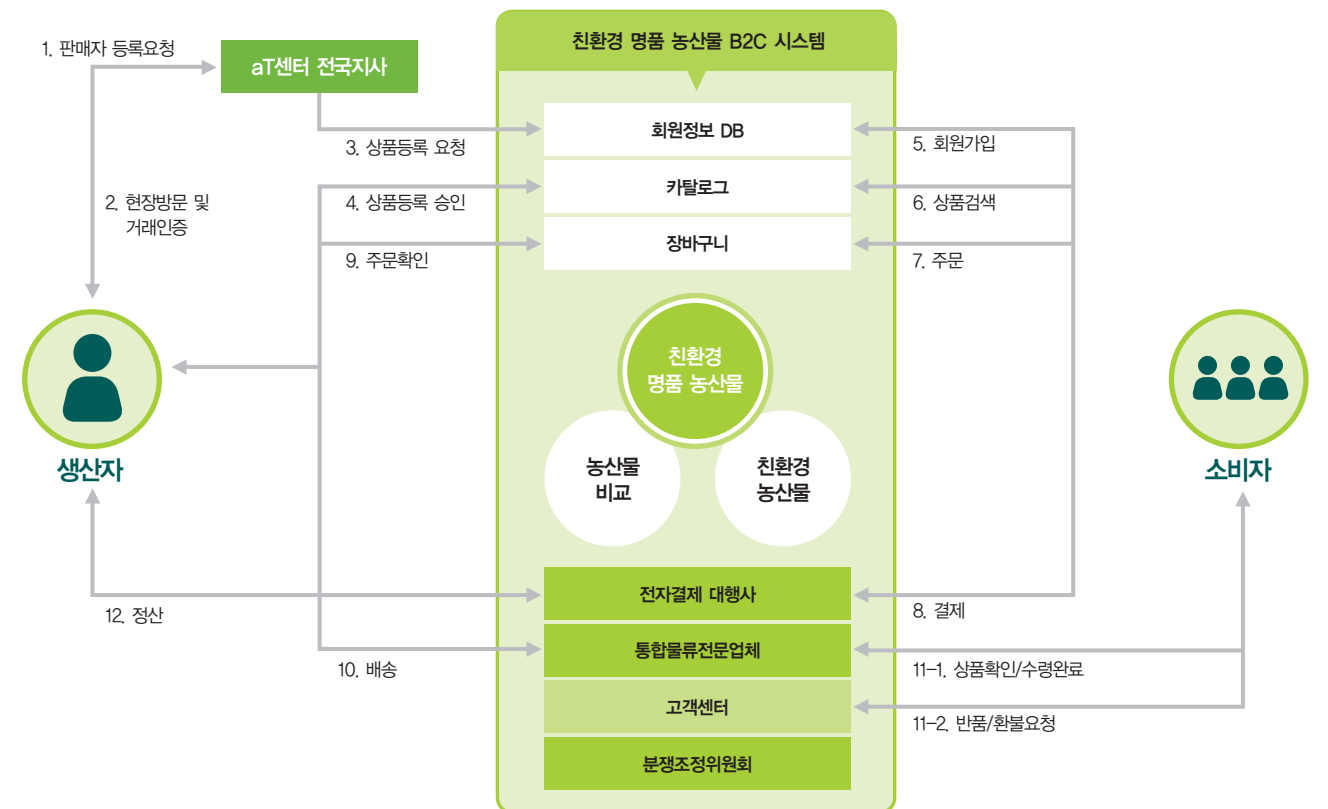 친환경 명품 농산물 B2C 시스템
1. 판매자 등록요청
aT센터 전국지사
회원정보 DB
3. 상품등록 요청
5. 회원가입
카탈로그
2. 현장방문 및
거래인증
4. 상품등록 승인
6. 상품검색
장바구니
9. 주문확인
7. 주문
친환경
명품 농산물
생산자
소비자
농산물
비교
친환경
농산물
전자결제 대행사
12. 정산
8. 결제
통합물류전문업체
10. 배송
11-1. 상품확인/수령완료
고객센터
11-2. 반품/환불요청
분쟁조정위원회